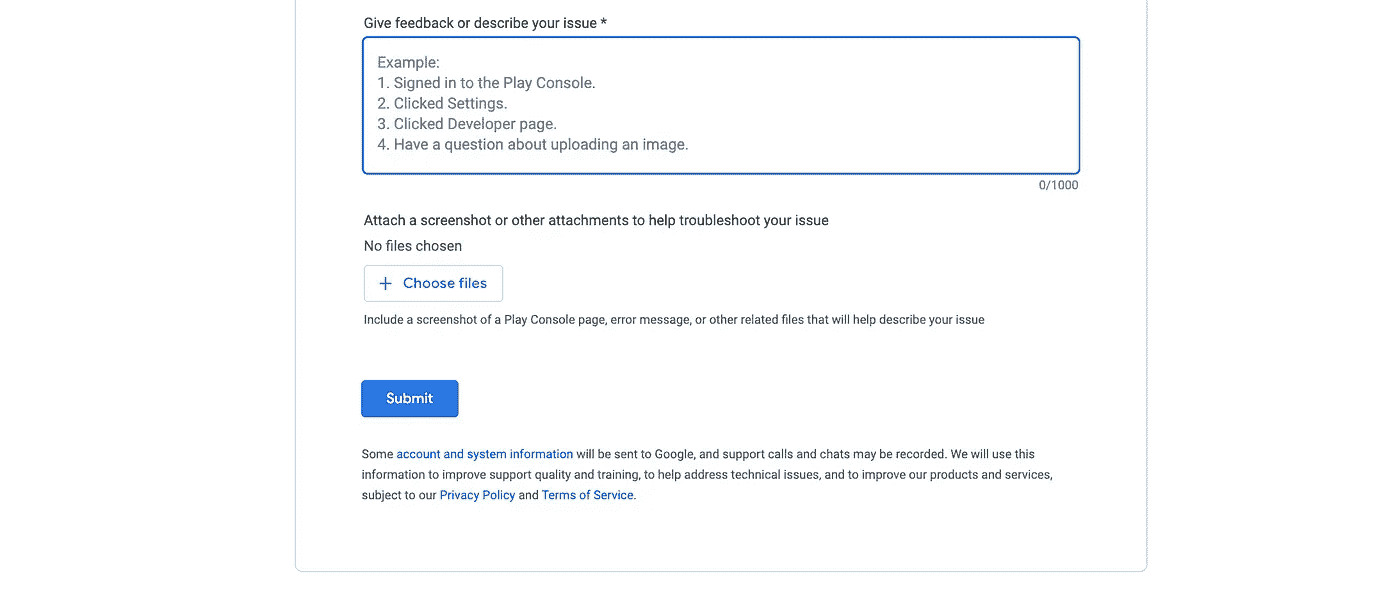 Give feedback or describe your issue *
Example:
1. Signed in to the Play Console.
2. Clicked Settings.
3. Clicked Developer page.
4. Have a question about uploading an image.
0/1000
Attach a screenshot or other attachments to help troubleshoot your issue
No files chosen
+ Choose files
Include a screenshot of a Play Console page, error message, or other related files that will help describe your issue
Submit
Some account and system information will be sent to Google, and support calls and chats may be recorded. We will use this
information to improve support quality and training, to help address technical issues, and to improve our products and services,
subject to our Privacy Policy and Terms of Service.